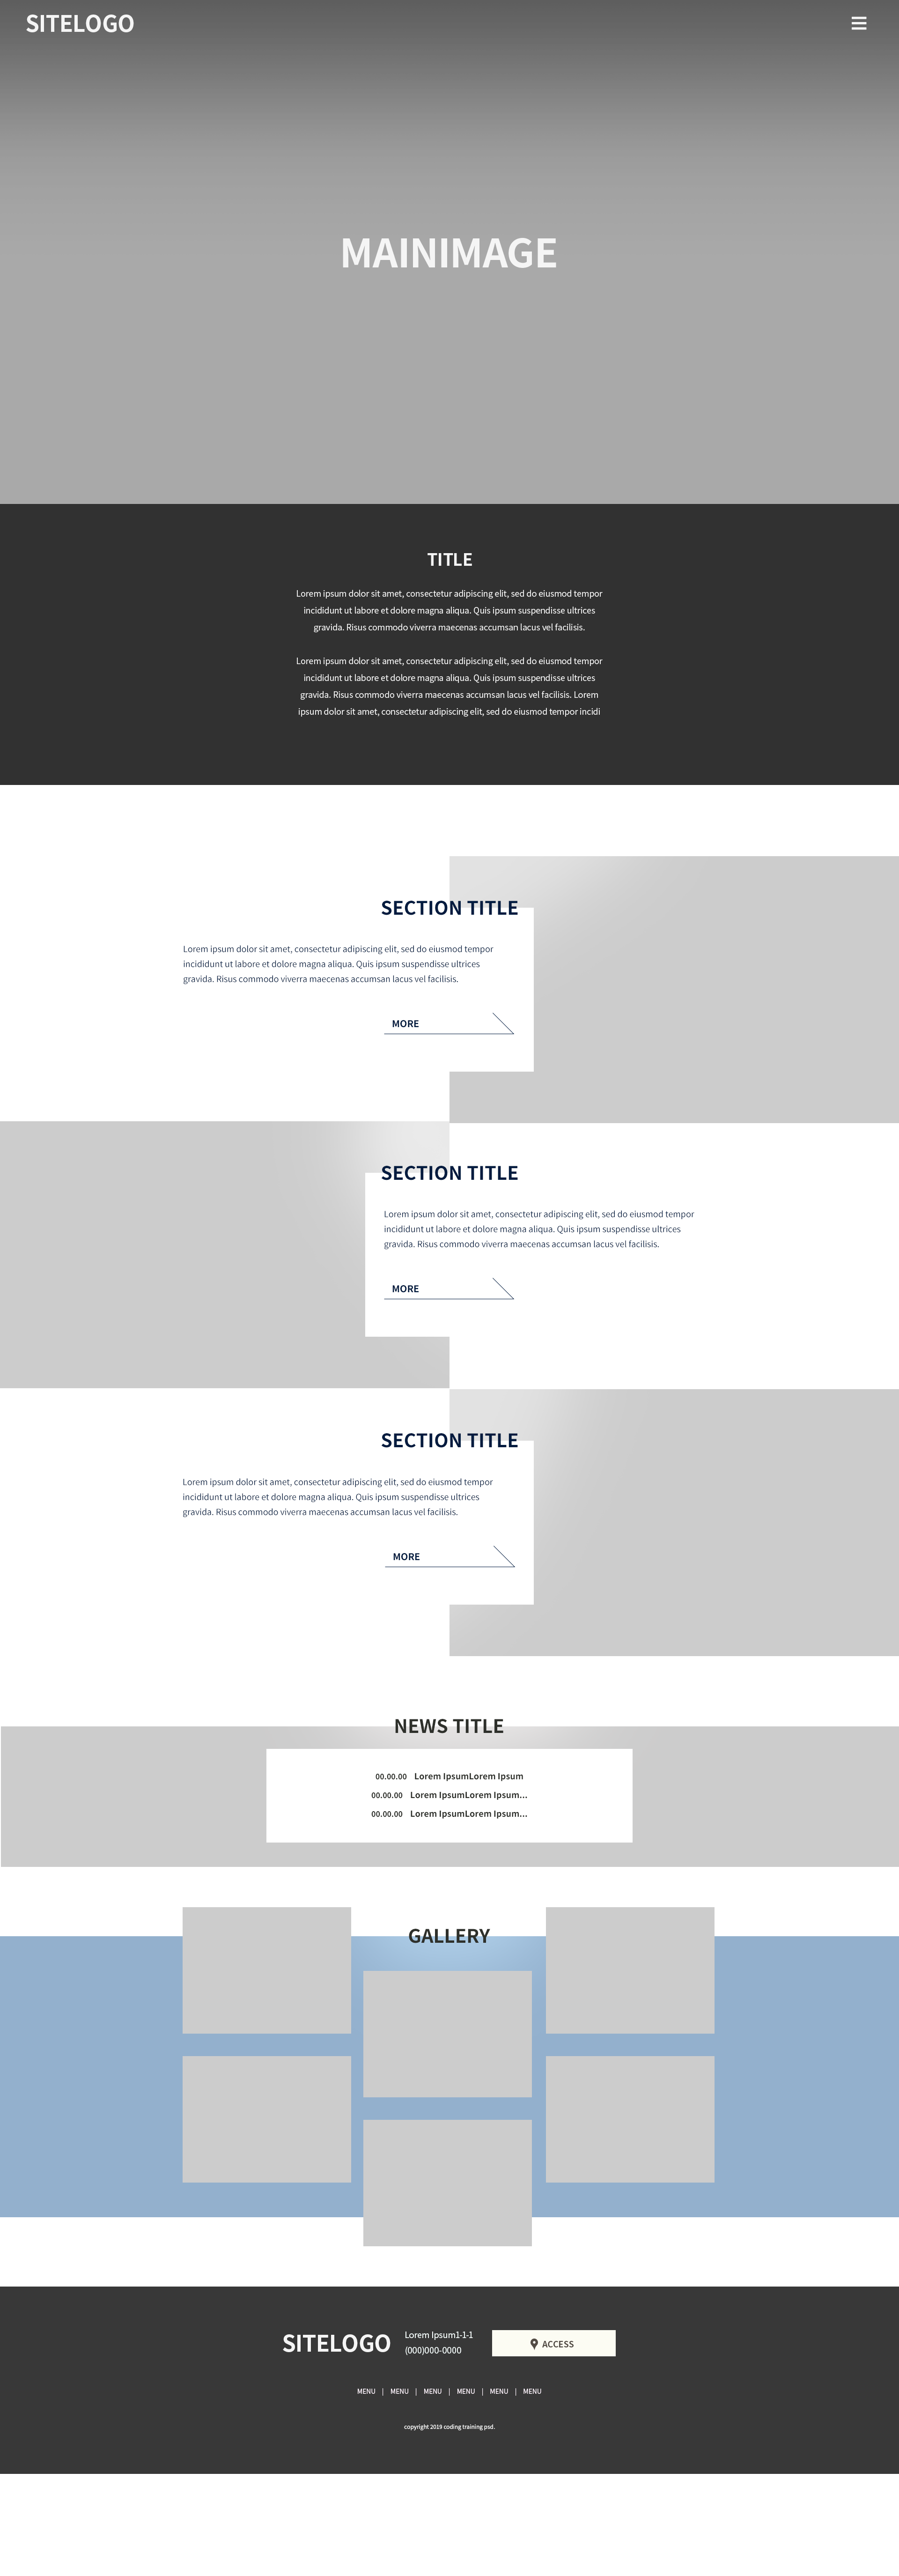 SITELOGO
MAINIMAGE
TITLE
Lorem ipsum dolor sit amet, consectetur adipiscing elit, sed do eiusmod tempor
incididunt ut labore et dolore magna aliqua. Quis ipsum suspendisse ultrices
gravida. Risus commodo viverra maecenas accumsan lacus vel facilisis.
Lorem ipsum dolor sit amet, consectetur adipiscing elit, sed do eiusmod tempor
incididunt ut labore et dolore magna aliqua. Quis ipsum suspendisse ultrices
gravida. Risus commodo viverra maecenas accumsan lacus vel facilisis. Lorem
ipsum dolor sit amet, consectetur adipiscing elit, sed do eiusmod tempor incidi
SECTION TITLE
Lorem ipsum dolor sit amet, consectetur adipiscing elit, sed do eiusmod tempor
incididunt ut labore et dolore magna aliqua. Quis ipsum suspendisse ultrices
gravida. Risus commodo viverra maecenas accumsan lacus vel facilisis.
MORE
SECTION TITLE
Lorem ipsum dolor sit amet, consectetur adipiscing elit, sed do eiusmod tempor
incididunt ut labore et dolore magna aliqua. Quis ipsum suspendisse ultrices
gravida. Risus commodo viverra maecenas accumsan lacus vel facilisis.
MORE
SECTION TITLE
Lorem ipsum dolor sit amet, consectetur adipiscing elit, sed do eiusmod tempor
incididunt ut labore et dolore magna aliqua. Quis ipsum suspendisse ultrices
gravida. Risus commodo viverra maecenas accumsan lacus vel facilisis.
MORE
NEWS TITLE
00.00.00 Lorem IpsumLorem Ipsum
00.00.00 Lorem IpsumLorem Ipsum...
00.00.00 Lorem IpsumLorem Ipsum...
GALLERY
SITELOGO
Lorem Ipsum1-1-1
(000)000-0000
ACCESS
MENU | MENU | MENU | MENU | MENU | MENU
copyright 2019 coding training psd.